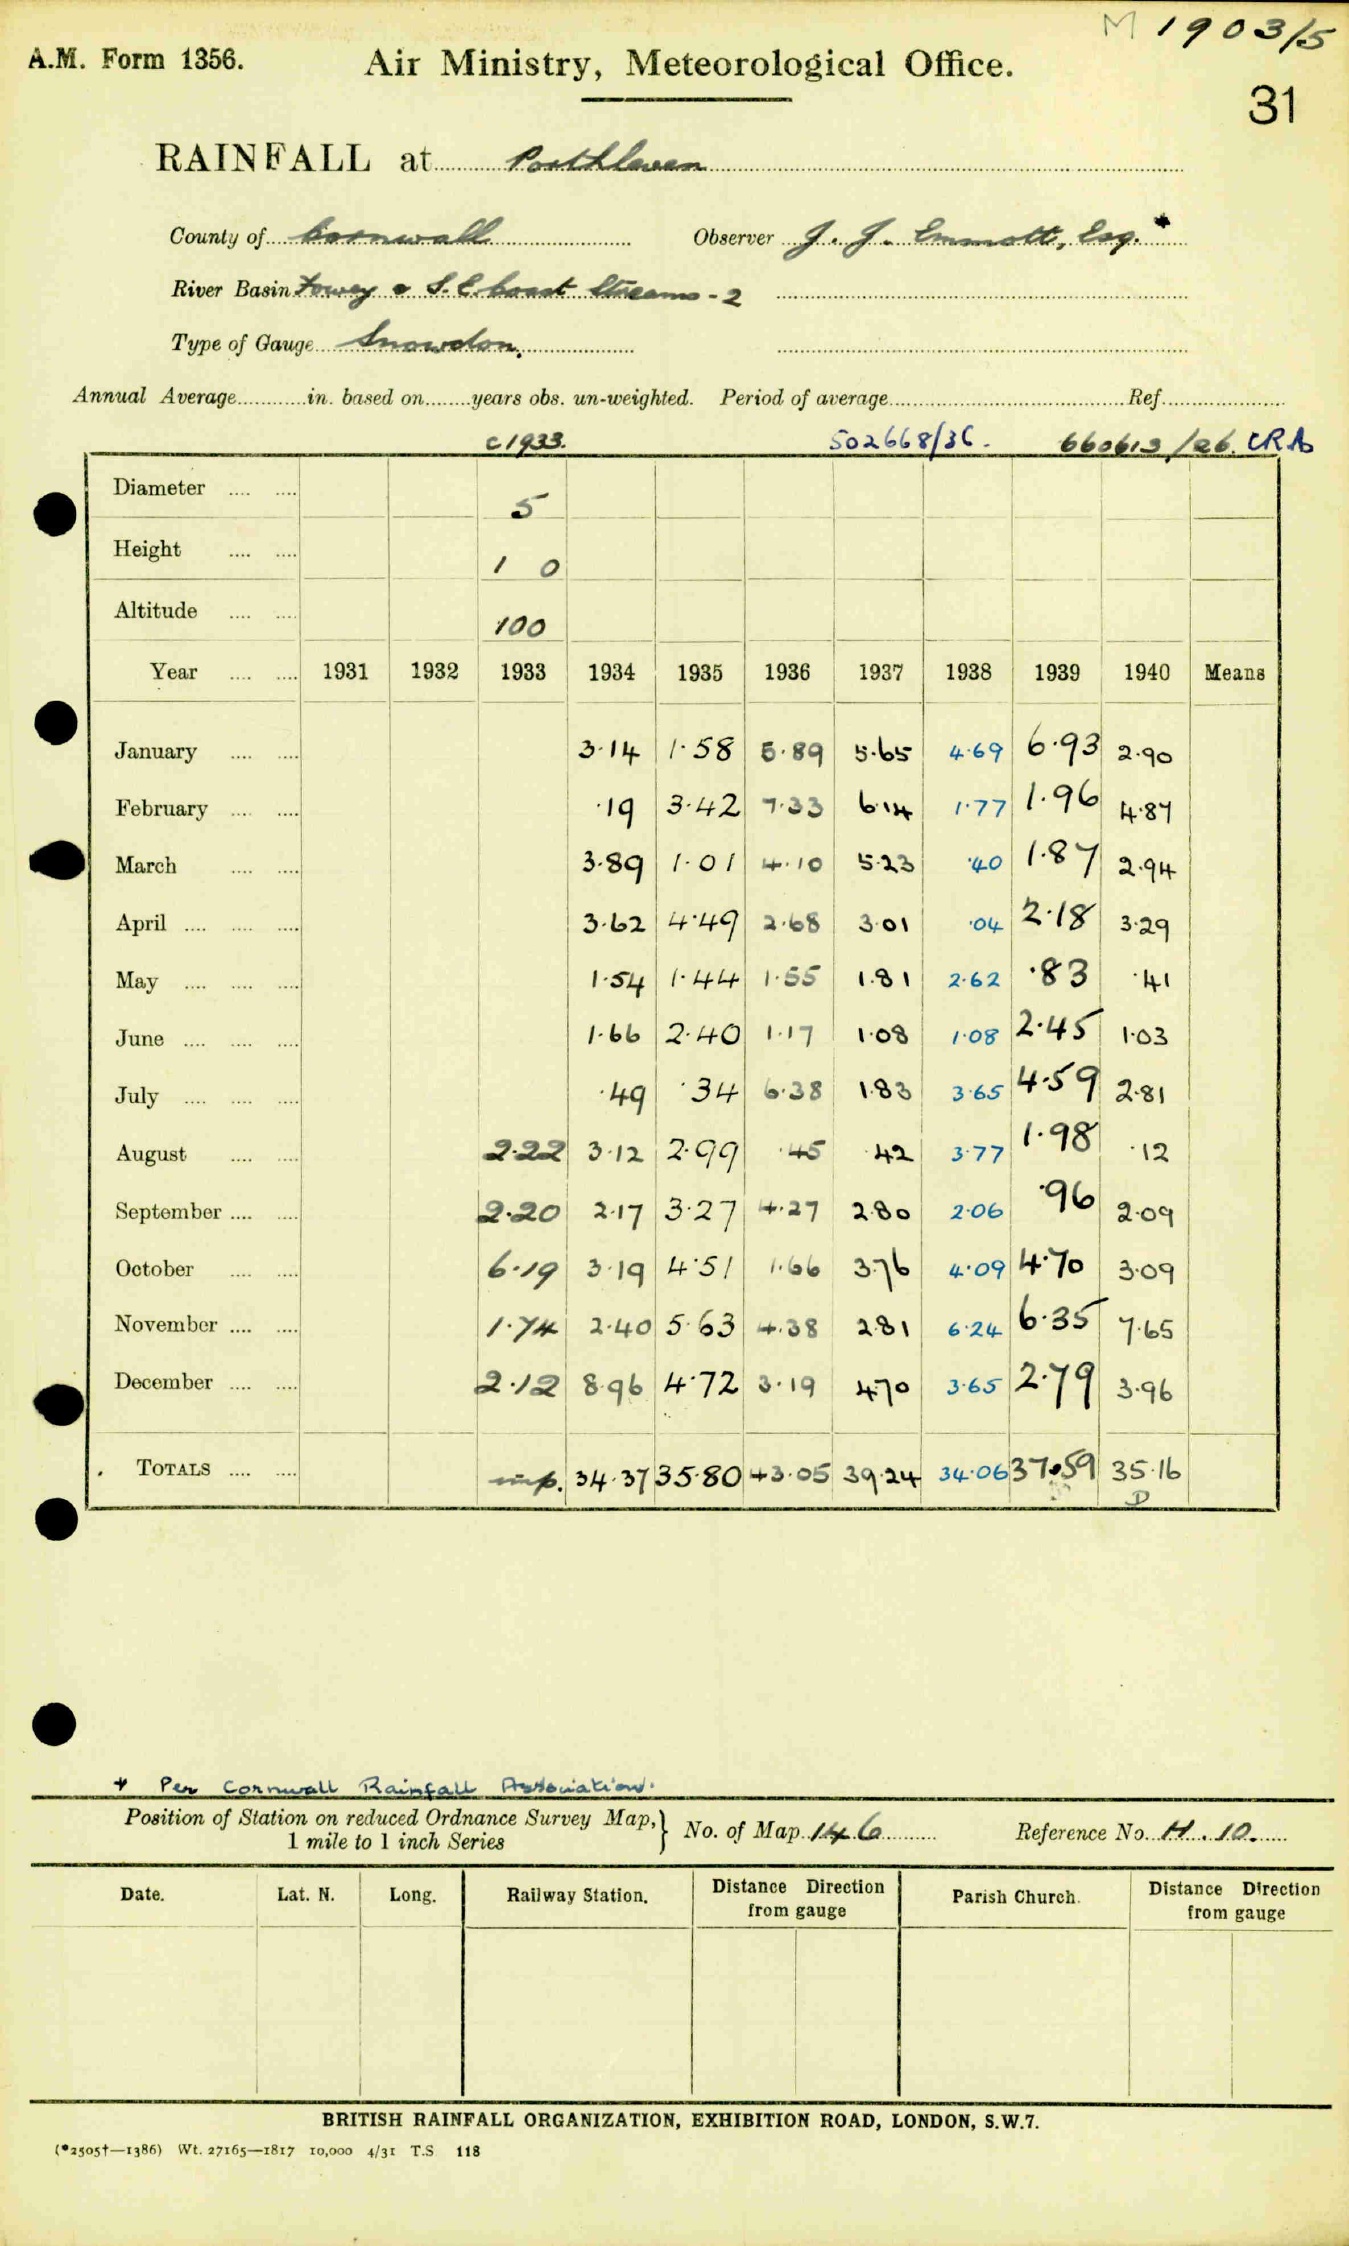 M 1903/5
A.M. Form 1356. Air Ministry, Meteorological Office.
31
RAINFALL at Porthleven
County of Cornwall Observer J. J. Emmott, Esq. *
River Basin Fowey & S.C. Coast Streams - 2
Type of Gauge Snowdon.
Annual Average in. based on years obs. un-weighted. Period of average Ref.
c1933. 502668/36. 660613/26. CRA
Diameter 5
Height 1 0
Altitude 100
Year 1931 1932 1933 1934 1935 1936 1937 1938 1939 1940 Means
January 3.14 1.58 5.89 5.65 4.69 6.93 2.90
February .19 3.42 7.33 6.14 1.77 1.96 4.87
March 3.89 1.01 4.10 5.23 .40 1.87 2.94
April 3.62 4.49 2.68 3.01 .04 2.18 3.29
May 1.54 1.44 1.55 1.81 2.62 .83 .41
June 1.66 2.40 1.17 1.08 1.08 2.45 1.03
July .49 .34 6.38 1.83 3.65 4.59 2.81
August 2.22 3.12 2.99 .45 .42 3.77 1.98 .12
September 2.20 2.17 3.27 4.27 2.80 2.06 .96 2.09
October 6.19 3.19 4.51 1.66 3.76 4.09 4.70 3.09
November 1.74 2.40 5.63 4.38 2.81 6.24 6.35 7.65
December 2.12 8.96 4.72 3.19 4.70 3.65 2.79 3.96
TOTALS imp. 34.37 35.80 43.05 39.24 34.06 37.59 35.16
D
* Per Cornwall Rainfall Association.
Position of Station on reduced Ordnance Survey Map,
1 mile to 1 inch Series
No. of Map 146 Reference No. H. 10.
Date. Lat. N. Long. Railway Station. Distance Direction from gauge Parish Church. Distance Direction from gauge
BRITISH RAINFALL ORGANIZATION, EXHIBITION ROAD, LONDON, S.W.7.
(*2505†—1386) Wt. 27165—1817 10,000 4/31 T.S 118